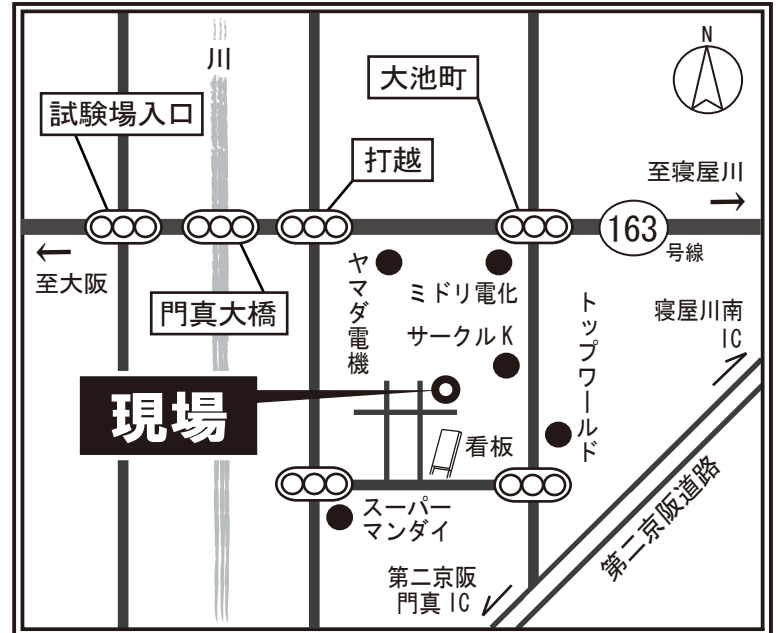 川
N
大池町
試験場入口
打越
至寝屋川
→
163
号線
←
至大阪
門真大橋
ヤマダ電機
ミドリ電化
トップワールド
寝屋川南
IC
サークルK
現場
看板
スーパー
マンダイ
第二京阪道路
第二京阪
門真IC